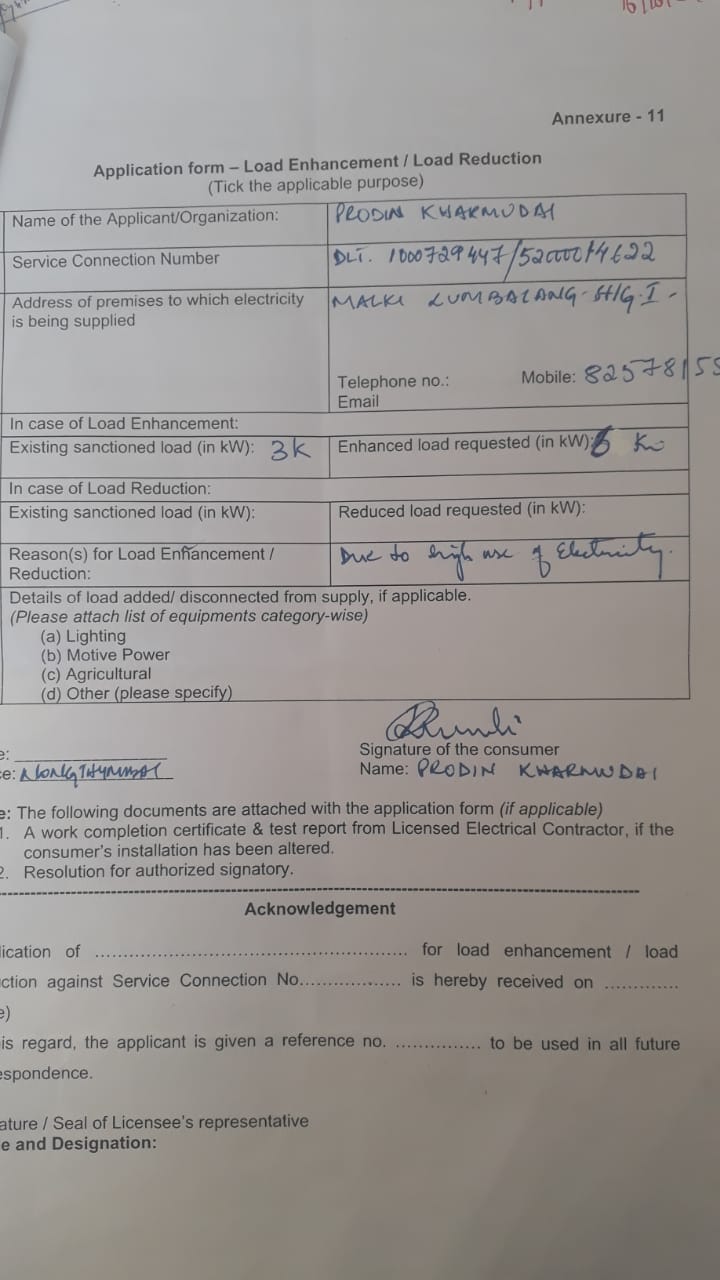 Annexure - 11
Application form – Load Enhancement / Load Reduction
(Tick the applicable purpose)
Name of the Applicant/Organization: PRODIN KHARMUDAI
Service Connection Number DLT. 1000729447/
Address of premises to which electricity MALKI LUMBALANG
is being supplied
Telephone no.: Mobile: 8257815
Email
In case of Load Enhancement:
Existing sanctioned load (in kW): 3K Enhanced load requested (in kW): Kw
In case of Load Reduction:
Existing sanctioned load (in kW): Reduced load requested (in kW):
Reason(s) for Load Enhancement / Due to high use of Electricity.
Reduction:
Details of load added/ disconnected from supply, if applicable.
(Please attach list of equipments category-wise)
(a) Lighting
(b) Motive Power
(c) Agricultural
(d) Other (please specify)
Signature of the consumer
e:
ce: NONGTHYMMAI Name: PRODIN KHARMUDAI
e: The following documents are attached with the application form (if applicable)
1. A work completion certificate & test report from Licensed Electrical Contractor, if the
consumer's installation has been altered.
2. Resolution for authorized signatory.
Acknowledgement
lication of .................................................... for load enhancement / load
ction against Service Connection No.................. is hereby received on .............
e)
is regard, the applicant is given a reference no. ............... to be used in all future
espondence.
ature / Seal of Licensee's representative
e and Designation: